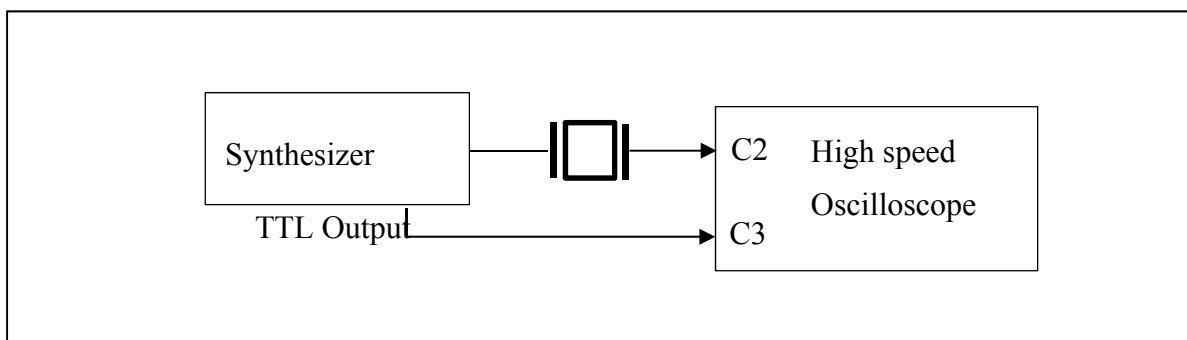 Synthesizer
TTL Output
C2
High speed
Oscilloscope
C3